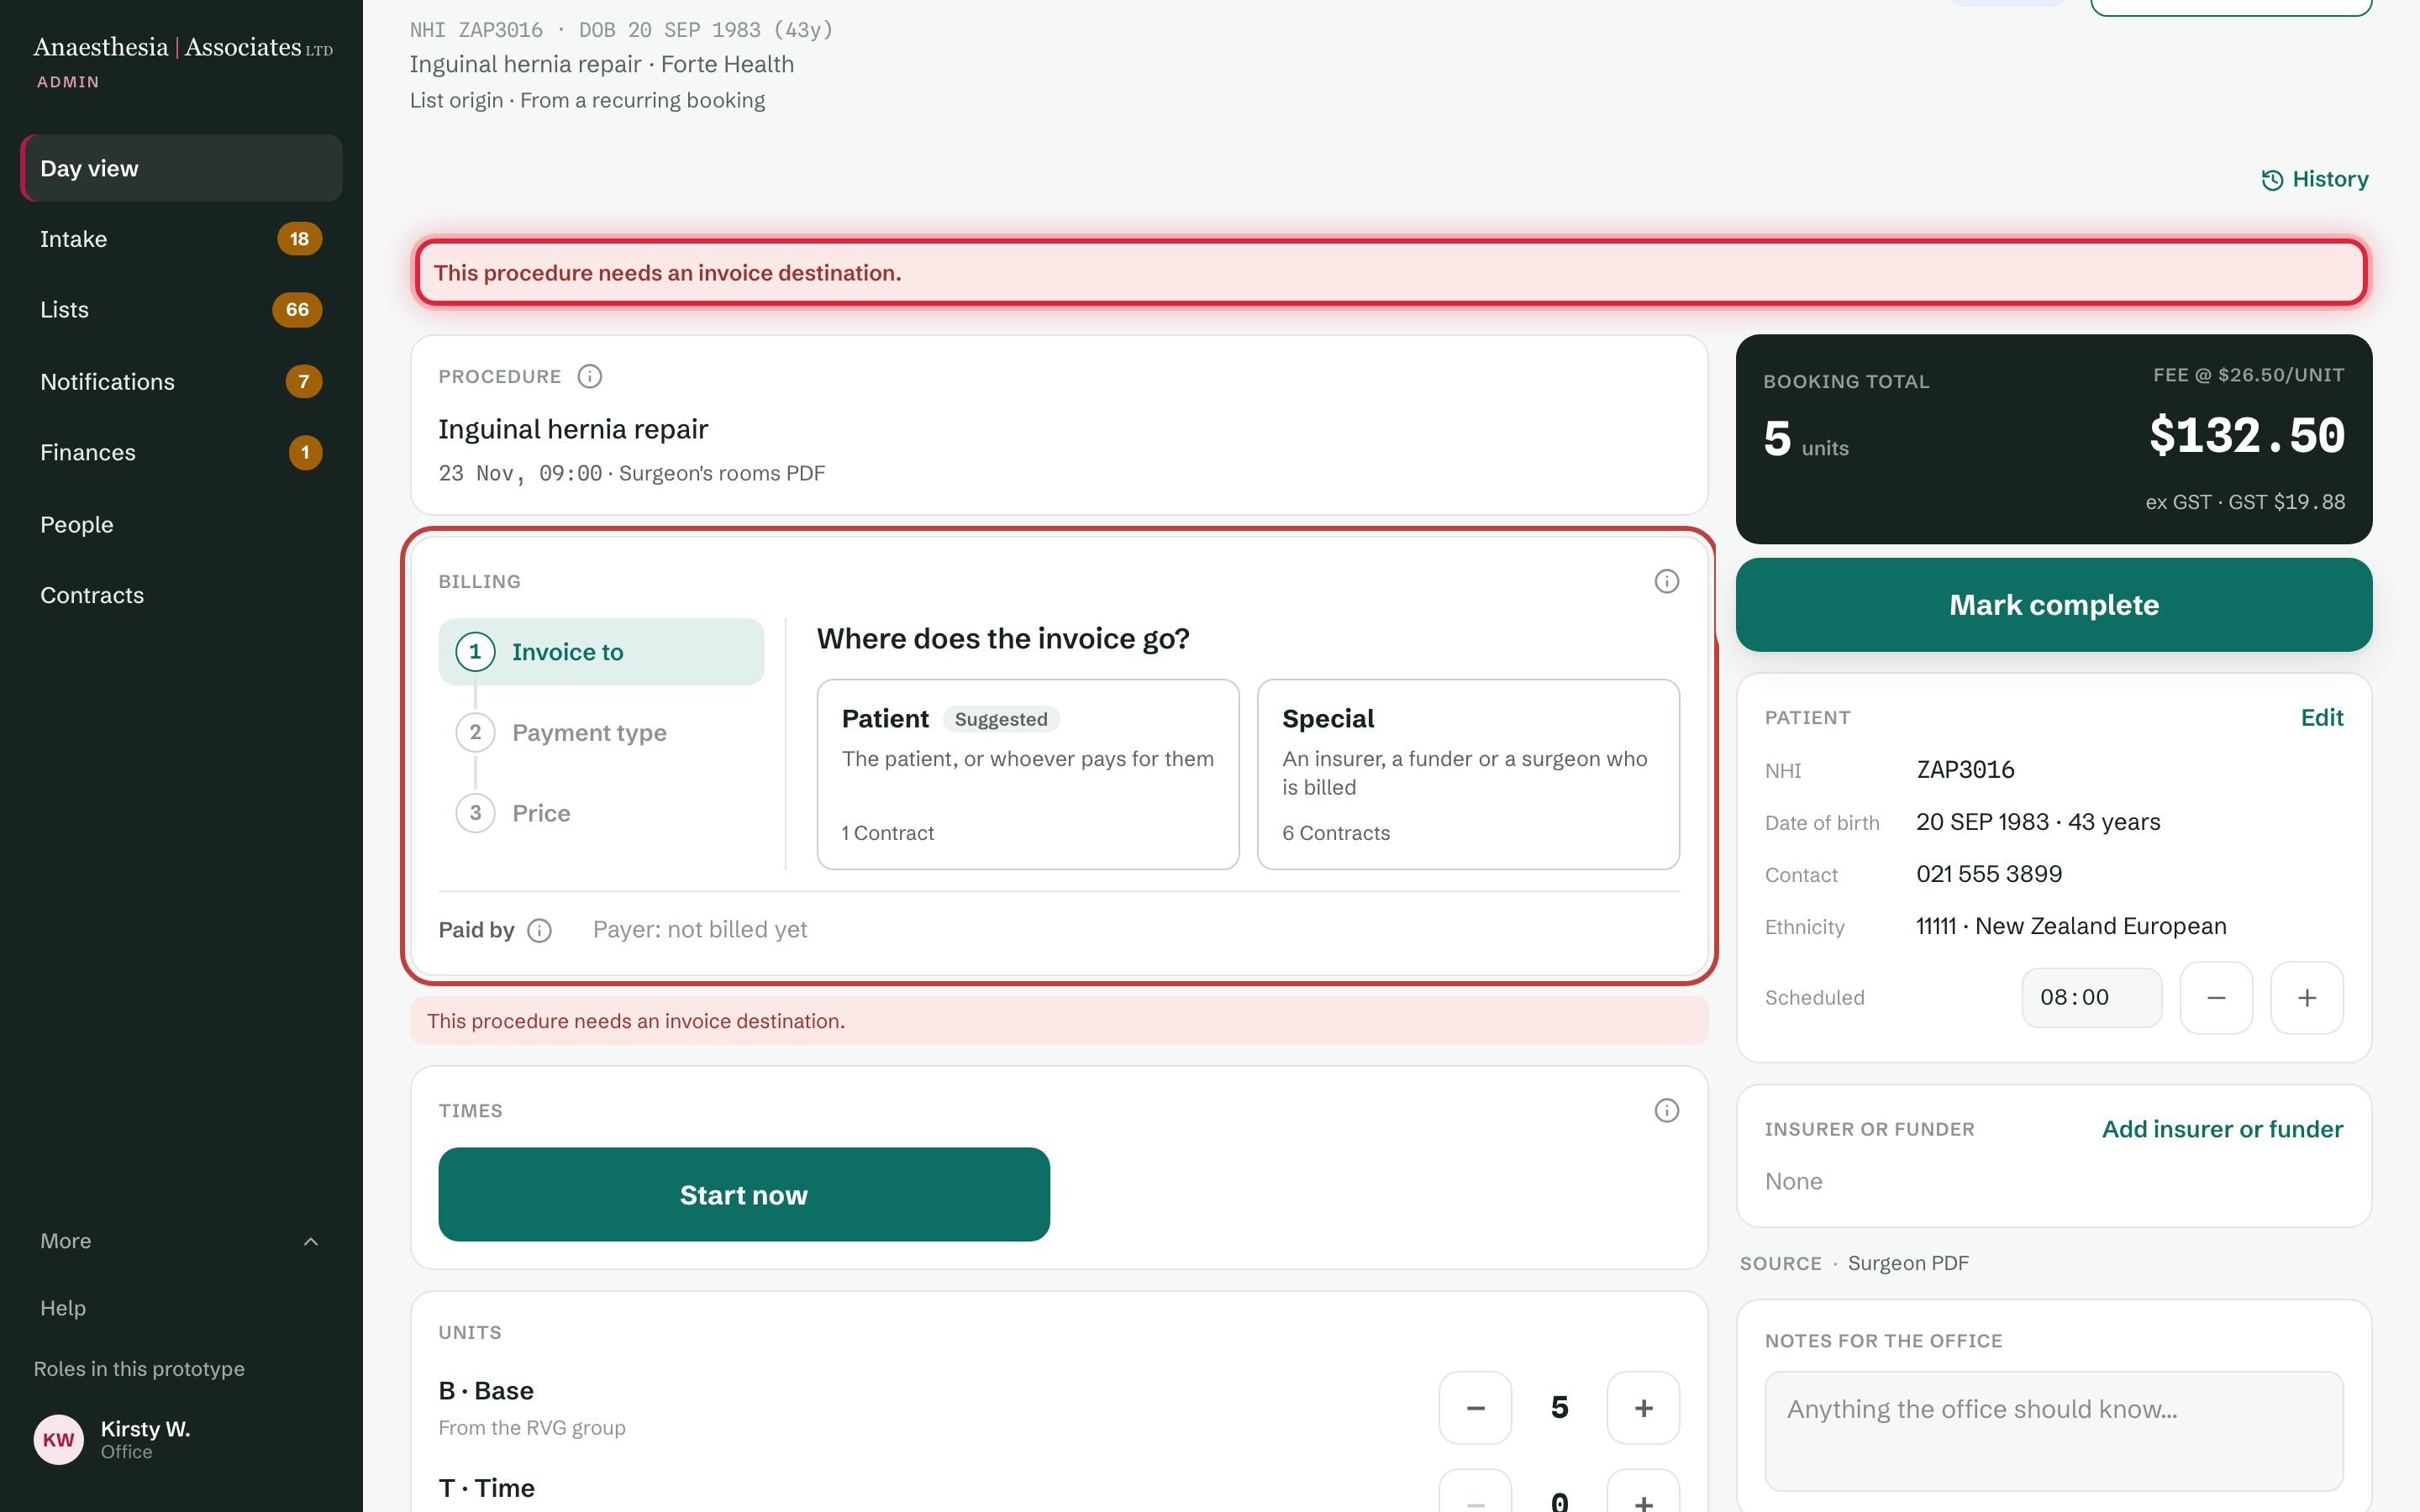 Anaesthesia | Associates LTD
ADMIN
Day view
Intake 18
Lists 66
Notifications 7
Finances 1
People
Contracts
More
Help
Roles in this prototype
KW
Kirsty W.
Office
NHI ZAP3016 · DOB 20 SEP 1983 (43y)
Inguinal hernia repair · Forte Health
List origin · From a recurring booking
History
This procedure needs an invoice destination.
PROCEDURE
Inguinal hernia repair
23 Nov, 09:00 · Surgeon's rooms PDF
BILLING
1 Invoice to
2 Payment type
3 Price
Where does the invoice go?
Patient Suggested
The patient, or whoever pays for them
1 Contract
Special
An insurer, a funder or a surgeon who
is billed
6 Contracts
Paid by
Payer: not billed yet
This procedure needs an invoice destination.
TIMES
Start now
UNITS
B · Base
From the RVG group
− 5 +
T · Time
− 0 +
BOOKING TOTAL
5 units
FEE @ $26.50/UNIT
$132.50
ex GST · GST $19.88
Mark complete
PATIENT
Edit
NHI ZAP3016
Date of birth 20 SEP 1983 · 43 years
Contact 021 555 3899
Ethnicity 11111 · New Zealand European
Scheduled 08:00 − +
INSURER OR FUNDER
Add insurer or funder
None
SOURCE · Surgeon PDF
NOTES FOR THE OFFICE
Anything the office should know...